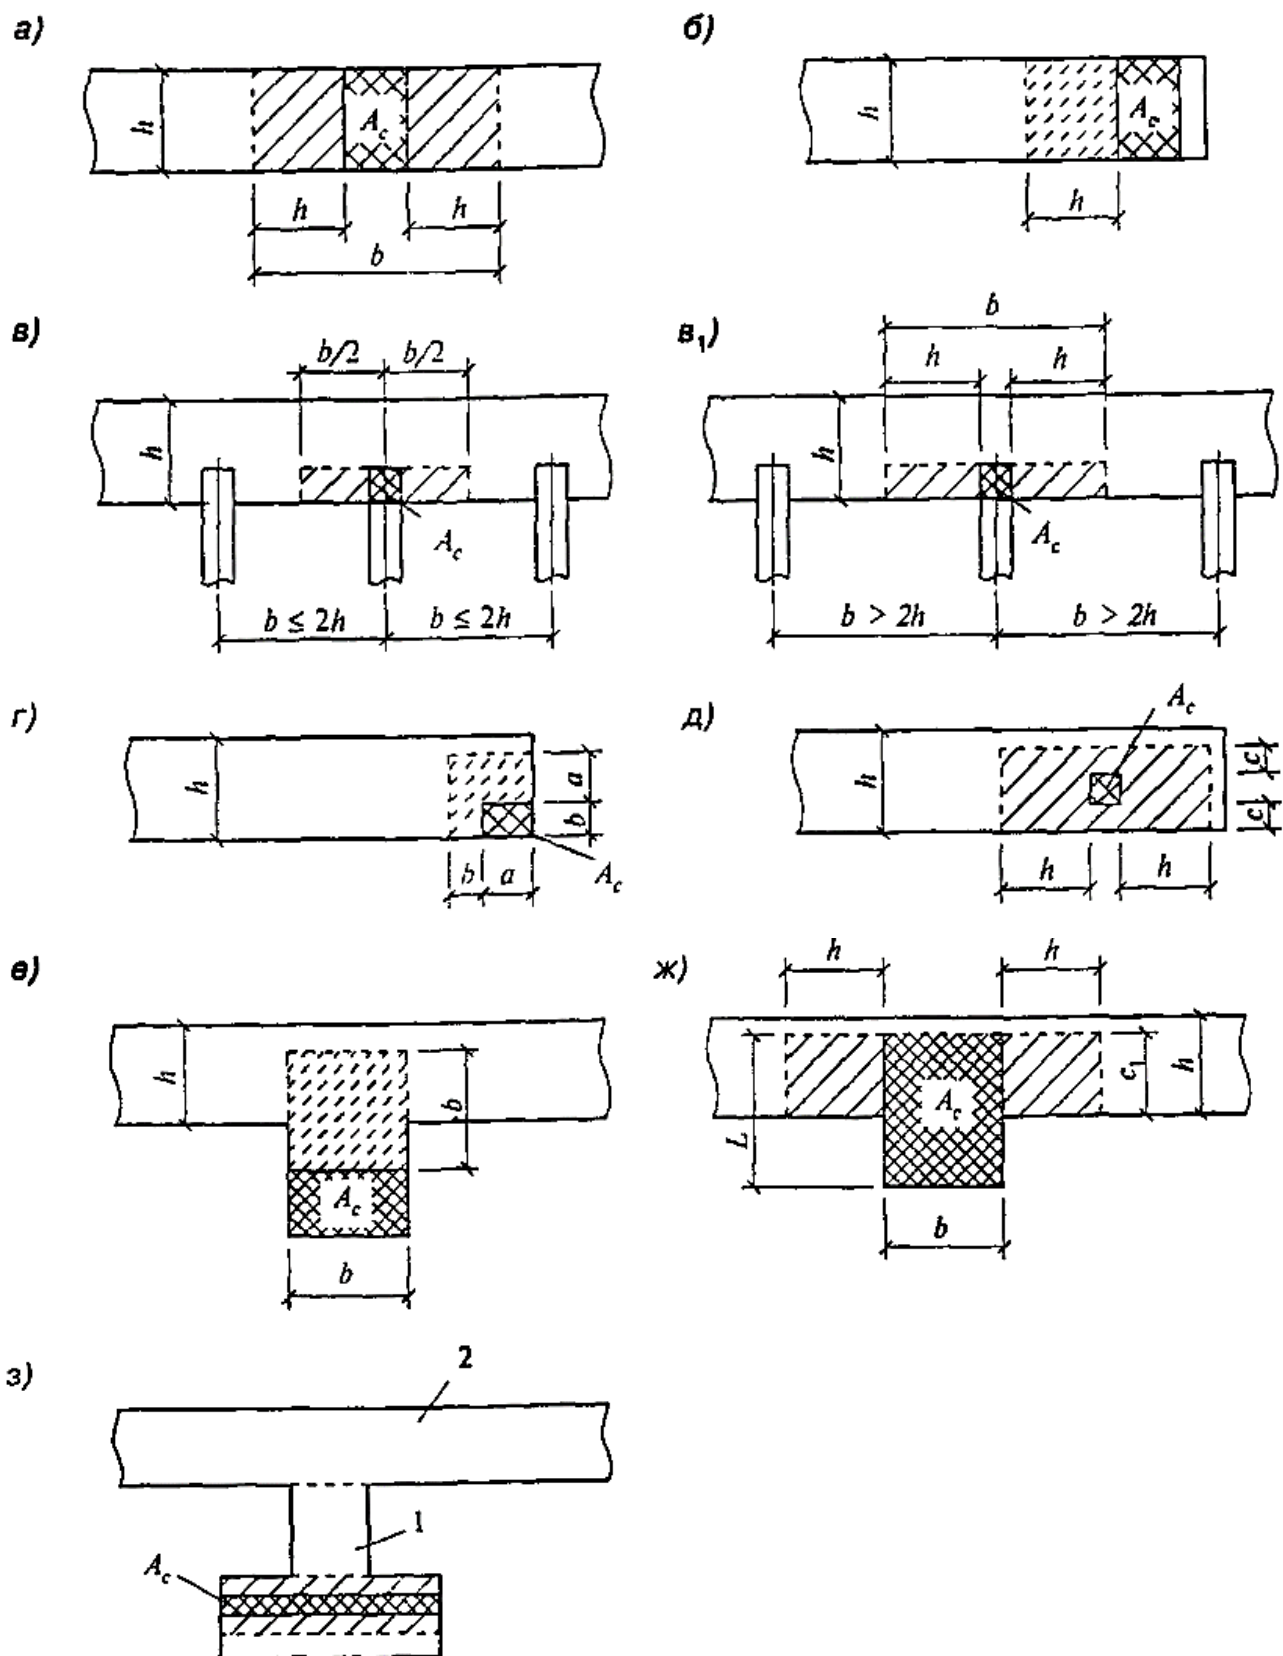 а)
h
A_c
h
h
b
б)
h
A_c
h
в)
b/2
b/2
h
A_c
b ≤ 2h
b ≤ 2h
в₁)
b
h
h
h
A_c
b > 2h
b > 2h
г)
h
a
b
b
a
A_c
д)
A_c
h
c
c
h
h
е)
h
b
A_c
b
ж)
h
h
L
A_c
c₁
h
b
з)
2
1
A_c